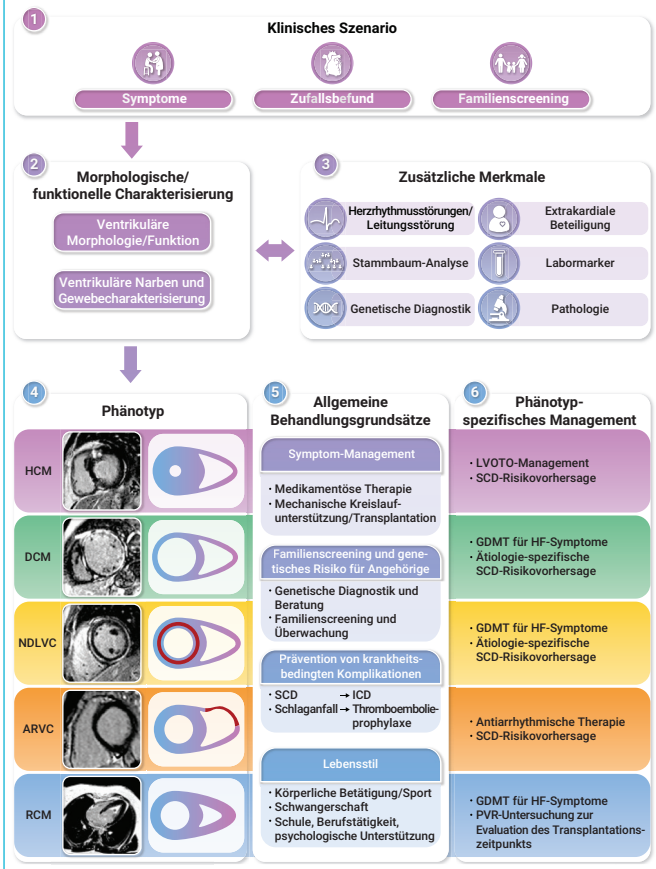 1
Klinisches Szenario
Symptome
Zufallsbefund
Familienscreening
2
Morphologische/
funktionelle Charakterisierung
Ventrikuläre
Morphologie/Funktion
Ventrikuläre Narben und
Gewebecharakterisierung
3
Zusätzliche Merkmale
Herzrhythmusstörungen/
Leitungsstörung
Extrakardiale
Beteiligung
Stammbaum-Analyse
Labormarker
Genetische Diagnostik
Pathologie
4
Phänotyp
HCM
DCM
NDLVC
ARVC
RCM
5
Allgemeine
Behandlungsgrundsätze
Symptom-Management
· Medikamentöse Therapie
· Mechanische Kreislauf-
unterstützung/Transplantation
Familienscreening und gene-
tisches Risiko für Angehörige
· Genetische Diagnostik und
Beratung
· Familienscreening und
Überwachung
Prävention von krankheits-
bedingten Komplikationen
· SCD → ICD
· Schlaganfall → Thromboembolie-
prophylaxe
Lebensstil
· Körperliche Betätigung/Sport
· Schwangerschaft
· Schule, Berufstätigkeit,
psychologische Unterstützung
6
Phänotyp-
spezifisches Management
· LVOTO-Management
· SCD-Risikovorhersage
· GDMT für HF-Symptome
· Ätiologie-spezifische
SCD-Risikovorhersage
· GDMT für HF-Symptome
· Ätiologie-spezifische
SCD-Risikovorhersage
· Antiarrhythmische Therapie
· SCD-Risikovorhersage
· GDMT für HF-Symptome
· PVR-Untersuchung zur
Evaluation des Transplantations-
zeitpunkts